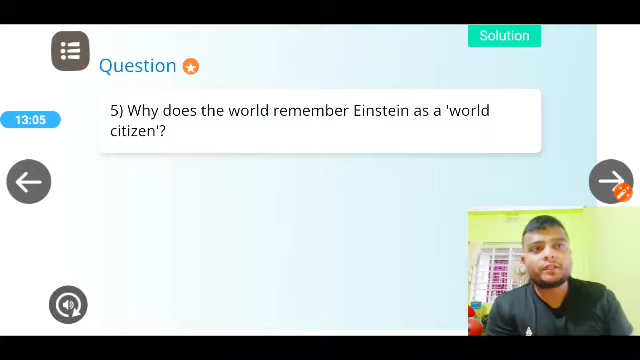 Solution
Question
5) Why does the world remember Einstein as a 'world
citizen'?
13:05